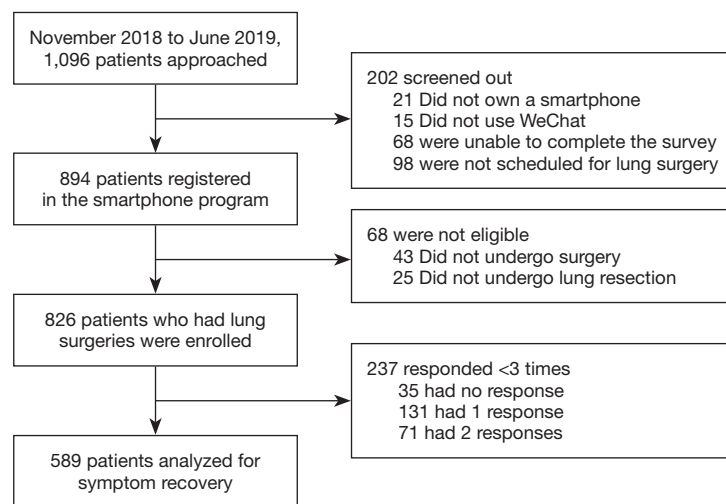 November 2018 to June 2019,
1,096 patients approached
202 screened out
21 Did not own a smartphone
15 Did not use WeChat
68 were unable to complete the survey
98 were not scheduled for lung surgery
894 patients registered
in the smartphone program
68 were not eligible
43 Did not undergo surgery
25 Did not undergo lung resection
826 patients who had lung
surgeries were enrolled
237 responded <3 times
35 had no response
131 had 1 response
71 had 2 responses
589 patients analyzed for
symptom recovery